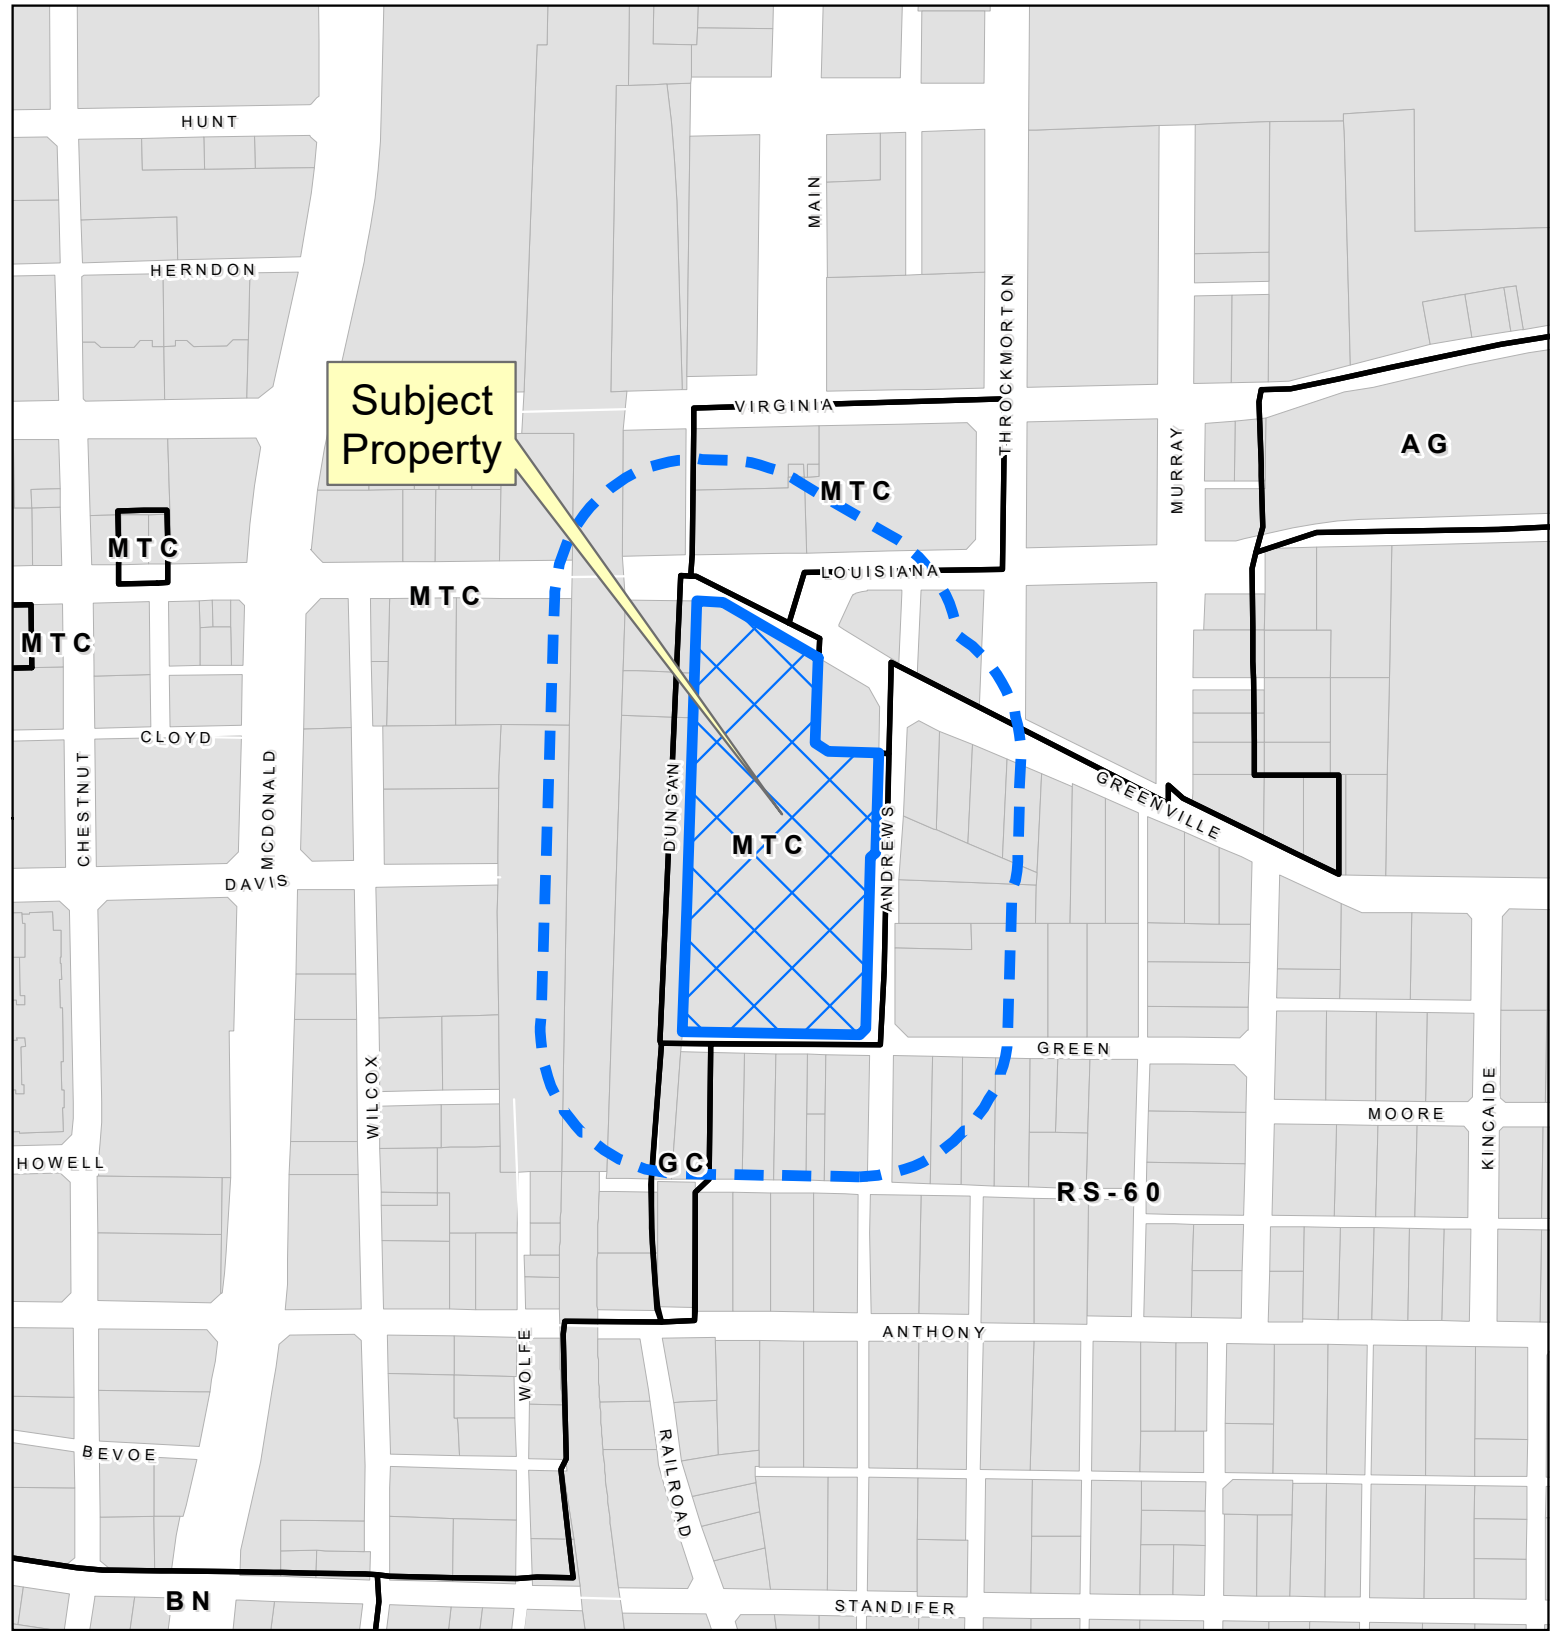 HUNT
MAIN
HERNDON
THROCKMORTON
Subject
Property
VIRGINIA
MURRAY
AG
MTC
MTC
LOUISIANA
MTC
MTC
CLOYD
CHESTNUT
MCDONALD
DUNGAN
GREENVILLE
MTC
ANDREWS
DAVIS
GREEN
WILCOX
KINCAIDE
MOORE
HOWELL
GC
RS-60
ANTHONY
WOLFE
BEVOE
RAILROAD
BN
STANDIFER